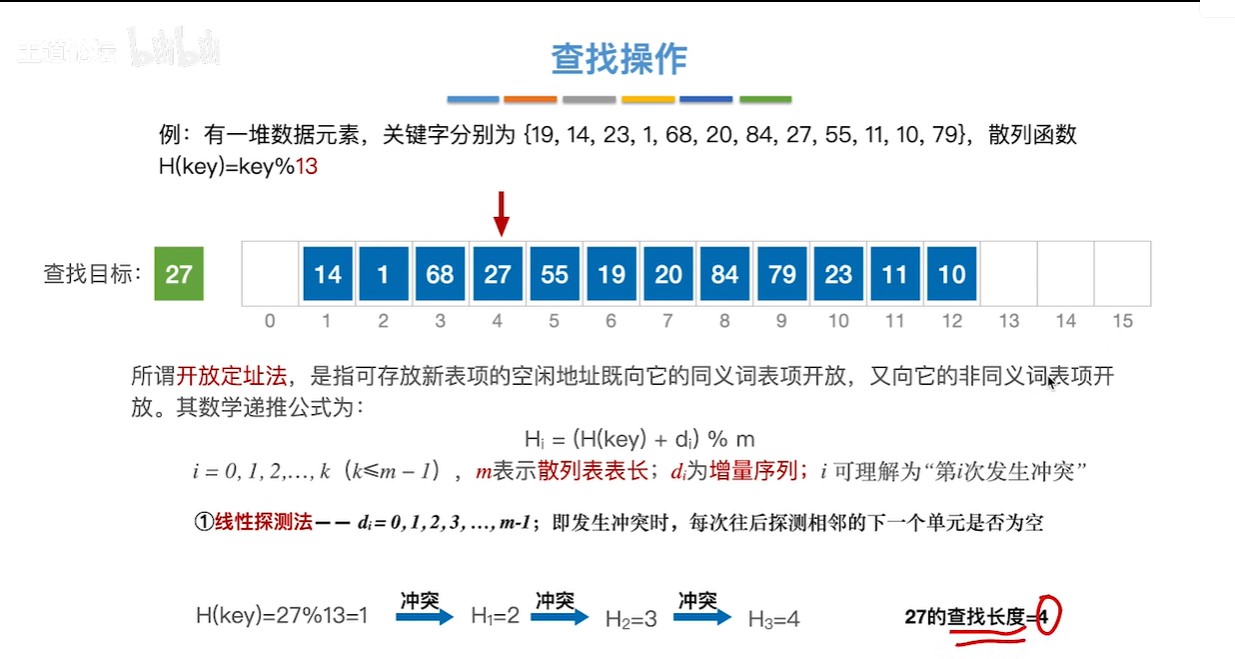 王道论坛 bilibili
查找操作
例：有一堆数据元素，关键字分别为 {19, 14, 23, 1, 68, 20, 84, 27, 55, 11, 10, 79}，散列函数
H(key)=key%13
查找目标： 27 14 1 68 27 55 19 20 84 79 23 11 10
0 1 2 3 4 5 6 7 8 9 10 11 12 13 14 15
所谓开放定址法，是指可存放新表项的空闲地址既向它的同义词表项开放，又向它的非同义词表项开
放。其数学递推公式为：
Hᵢ = (H(key) + dᵢ) % m
i = 0, 1, 2,…, k（k≤m − 1），m表示散列表表长；dᵢ为增量序列；i 可理解为“第i次发生冲突”
①线性探测法—— dᵢ = 0, 1, 2, 3, …, m-1；即发生冲突时，每次往后探测相邻的下一个单元是否为空
冲突 冲突 冲突
H(key)=27%13=1 H₁=2 H₂=3 H₃=4 27的查找长度=4